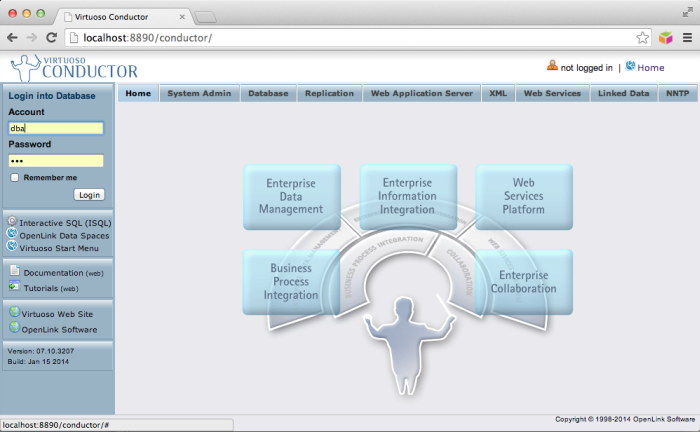 Virtuoso Conductor
localhost:8890/conductor/
VIRTUOSO
CONDUCTOR
not logged in | Home
Login into Database
Home System Admin Database Replication Web Application Server XML Web Services Linked Data NNTP
Account
dba
Password
•••
Remember me
Login
Interactive SQL (ISQL)
OpenLink Data Spaces
Virtuoso Start Menu
Documentation (web)
Tutorials (web)
Virtuoso Web Site
OpenLink Software
Version: 07.10.3207
Build: Jan 15 2014
Enterprise
Data
Management
Enterprise
Information
Integration
Web
Services
Platform
Business
Process
Integration
Enterprise
Collaboration
BUSINESS PROCESS INTEGRATION
COLLABORATION
localhost:8890/conductor/#
Copyright © 1998-2014 OpenLink Software